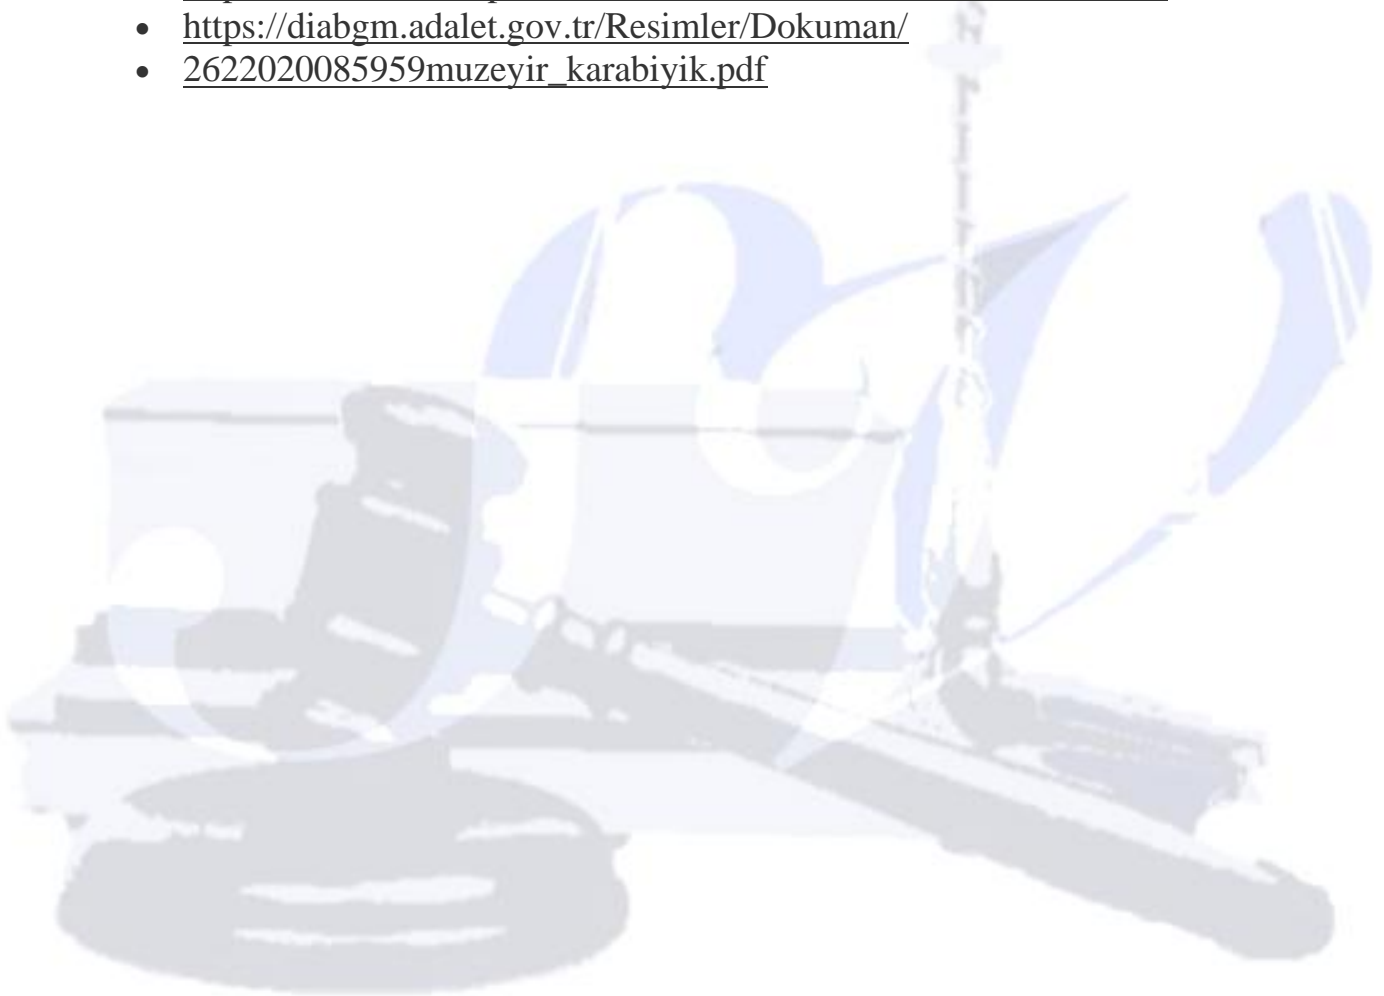 • https://diabgm.adalet.gov.tr/Resimler/Dokuman/
• 2622020085959muzeyir_karabiyik.pdf